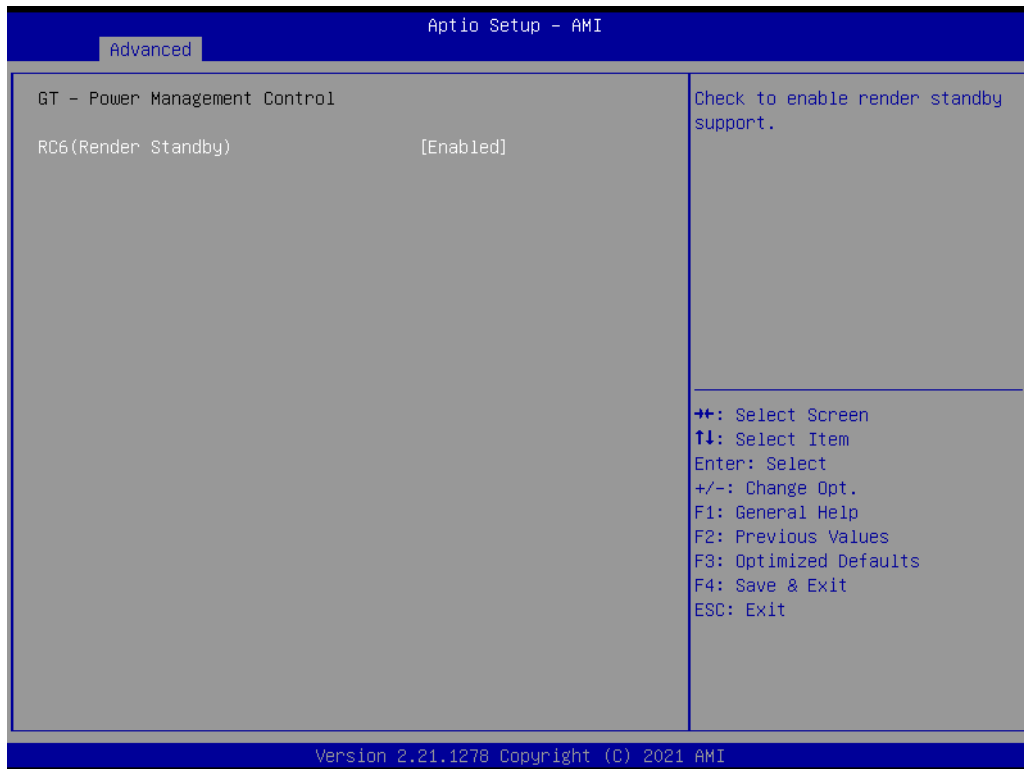 Aptio Setup – AMI
Advanced
GT – Power Management Control
RC6(Render Standby) [Enabled]
Check to enable render standby
support.
→←: Select Screen
↑↓: Select Item
Enter: Select
+/-: Change Opt.
F1: General Help
F2: Previous Values
F3: Optimized Defaults
F4: Save & Exit
ESC: Exit
Version 2.21.1278 Copyright (C) 2021 AMI